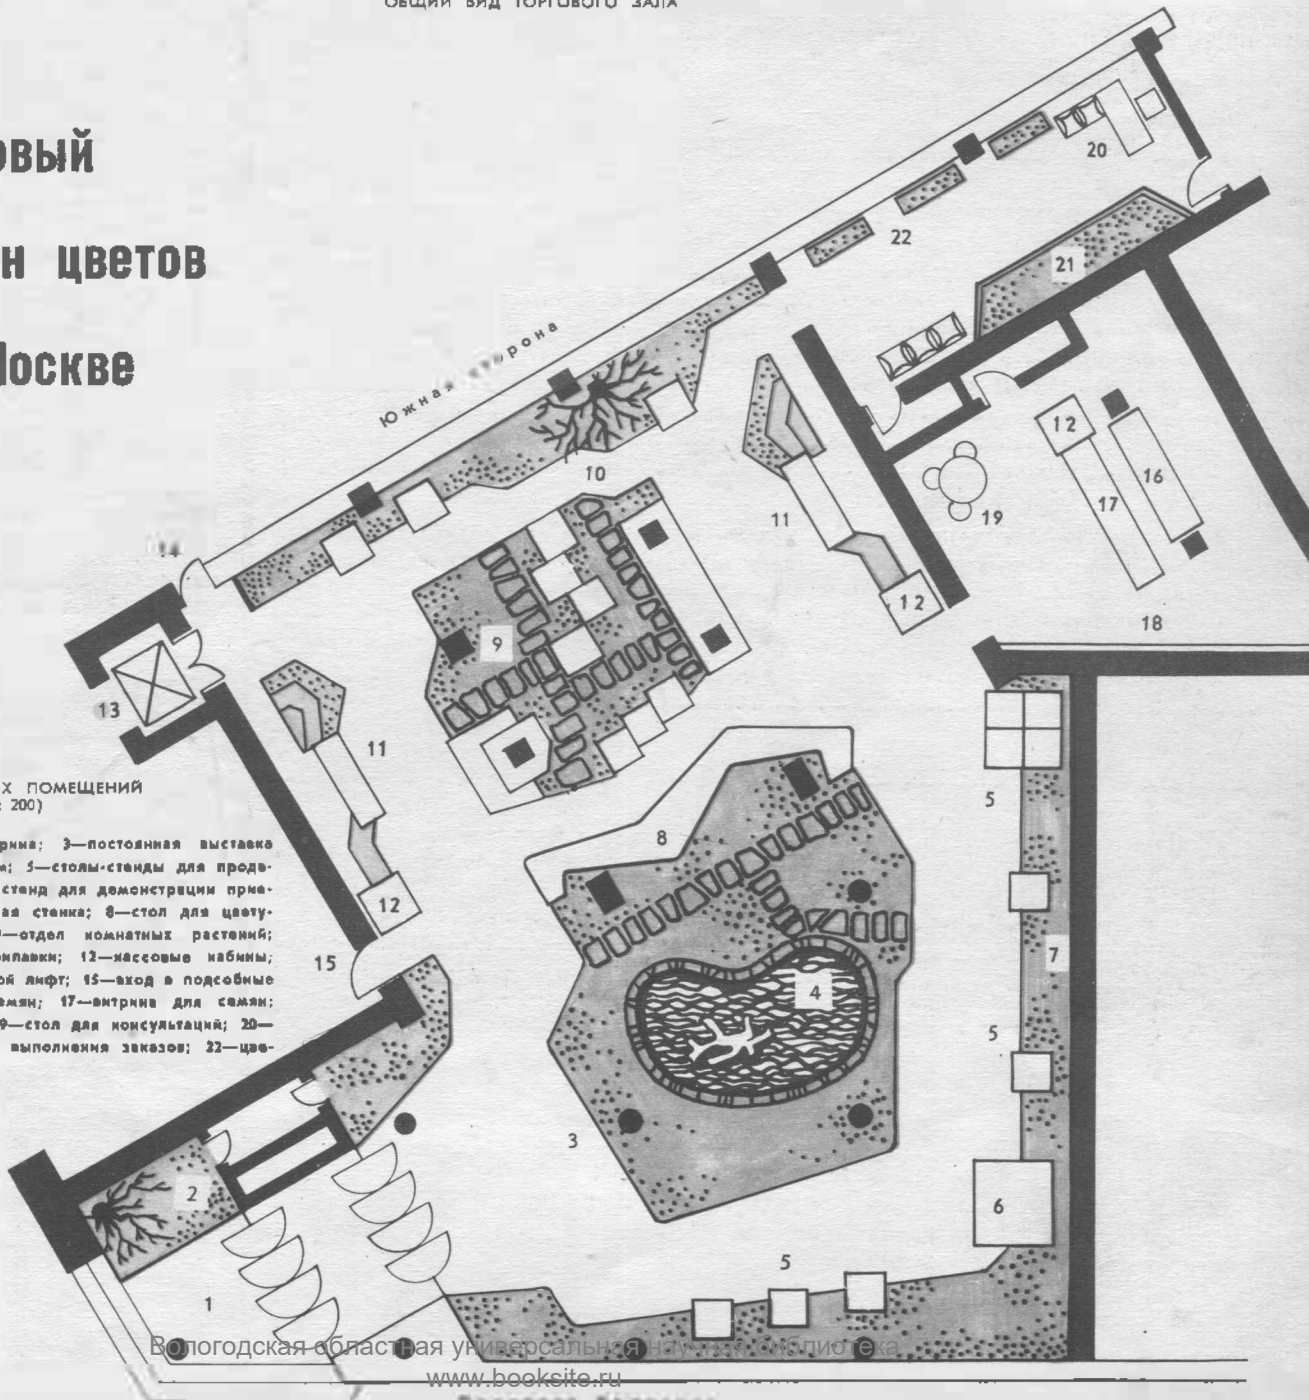 ОБЩИЙ ВИД ТОРГОВОГО ЗАЛА
овый
н цветов
Москве
Южная сторона
Х ПОМЕЩЕНИЙ
: 200)
рина; 3—постоянная выставка
м; 5—столы-стенды для прода-
стенд для демонстрации прие-
ая стенка; 8—стол для цвету-
9—отдел комнатных растений;
рилавки; 12—кассовые кабины;
ой лифт; 15—вход в подсобные
емян; 17—витрина для семян;
9—стол для консультаций; 20—
выполнения заказов; 22—цве-
20
22
21
10
11
12
16
17
19
12
18
9
13
11
8
5
12
15
7
4
5
3
2
6
5
1
Вологодская областная универсальная научная библиотека
www.booksite.ru